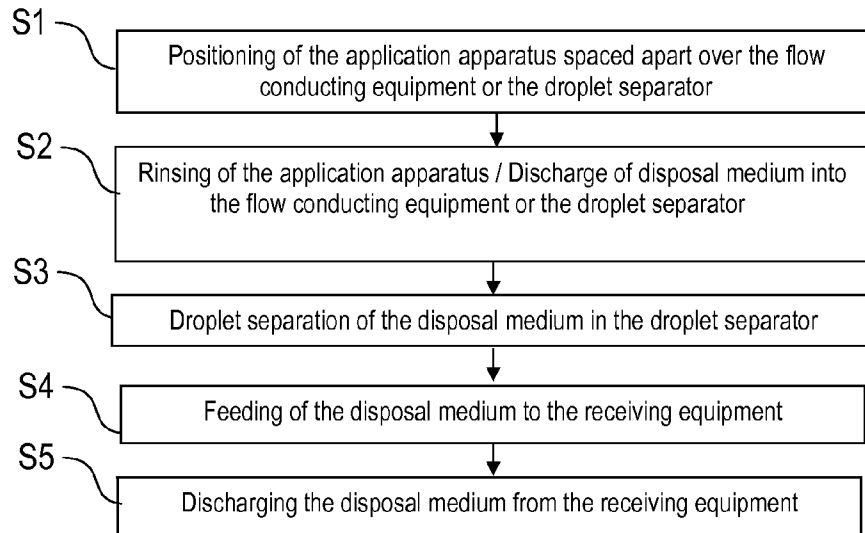 S1
Positioning of the application apparatus spaced apart over the flow
conducting equipment or the droplet separator
S2
Rinsing of the application apparatus / Discharge of disposal medium into
the flow conducting equipment or the droplet separator
S3
Droplet separation of the disposal medium in the droplet separator
S4
Feeding of the disposal medium to the receiving equipment
S5
Discharging the disposal medium from the receiving equipment